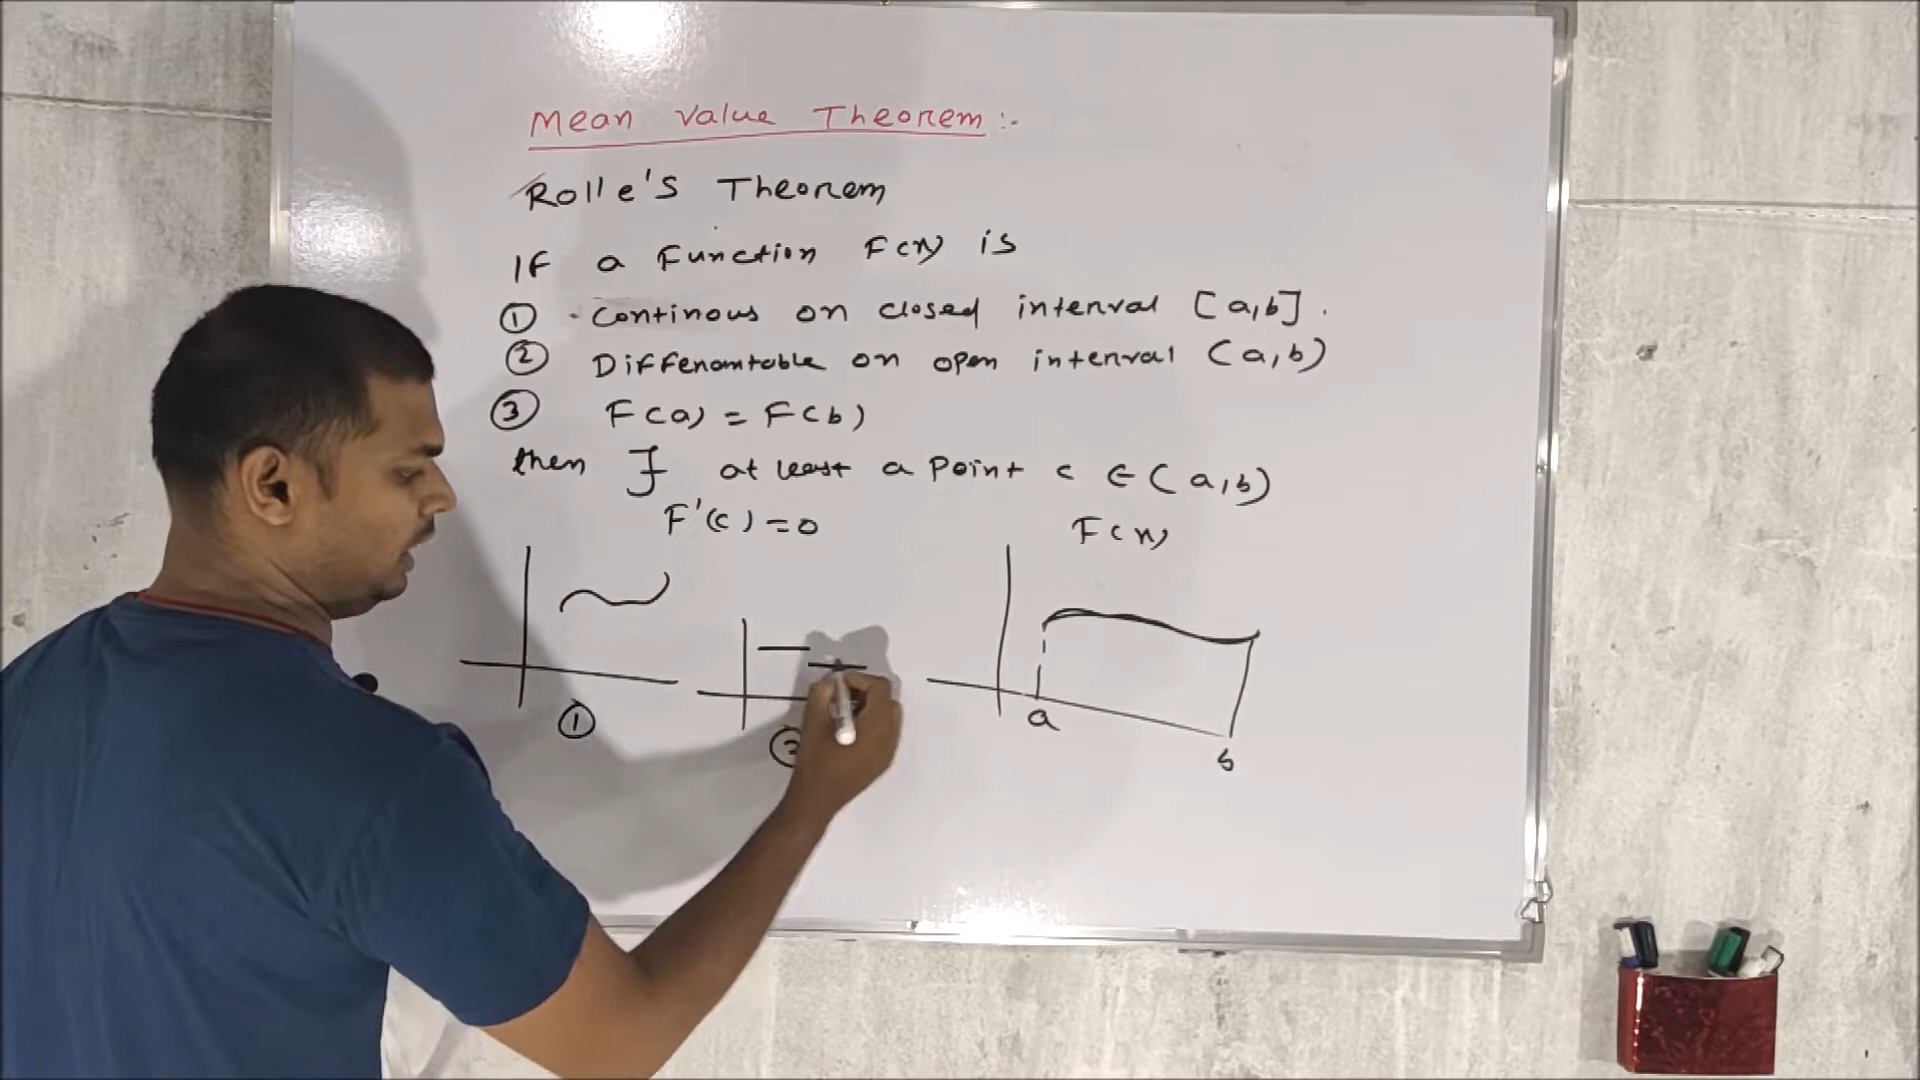 Mean Value Theorem :-
Rolle's Theorem
If a Function F(x) is
① Continous on closed interval [a,b].
② Differentable on open interval (a,b)
③ F(a) = F(b)
then ∃ at least a Point c ∈ (a,b)
F'(c) = 0
F(x)
①
②
a
b